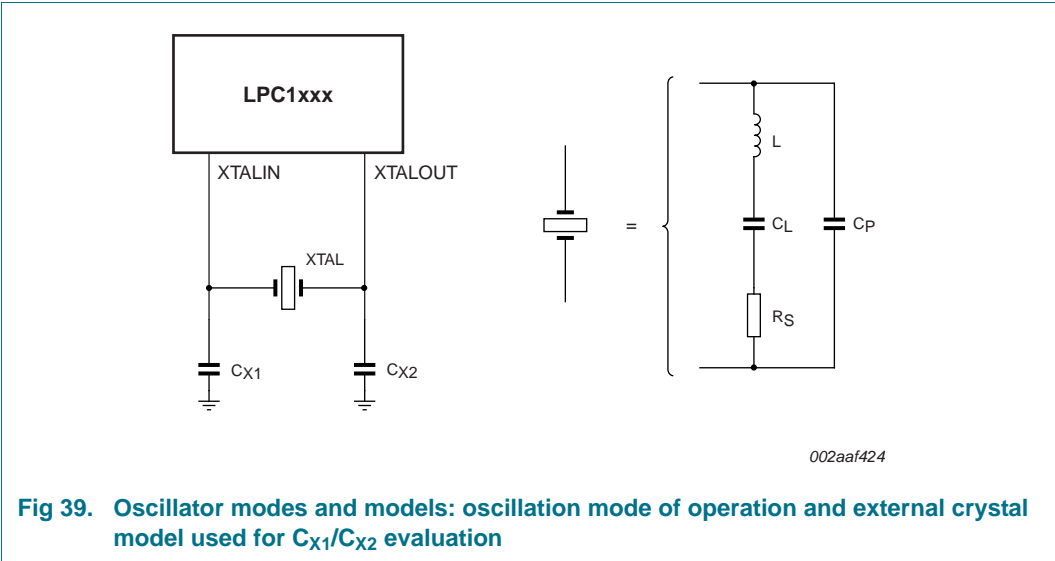 LPC1xxx
XTALIN
XTALOUT
XTAL
CX1
CX2
=
L
CL
CP
RS
002aaf424
Fig 39. Oscillator modes and models: oscillation mode of operation and external crystal
model used for CX1/CX2 evaluation